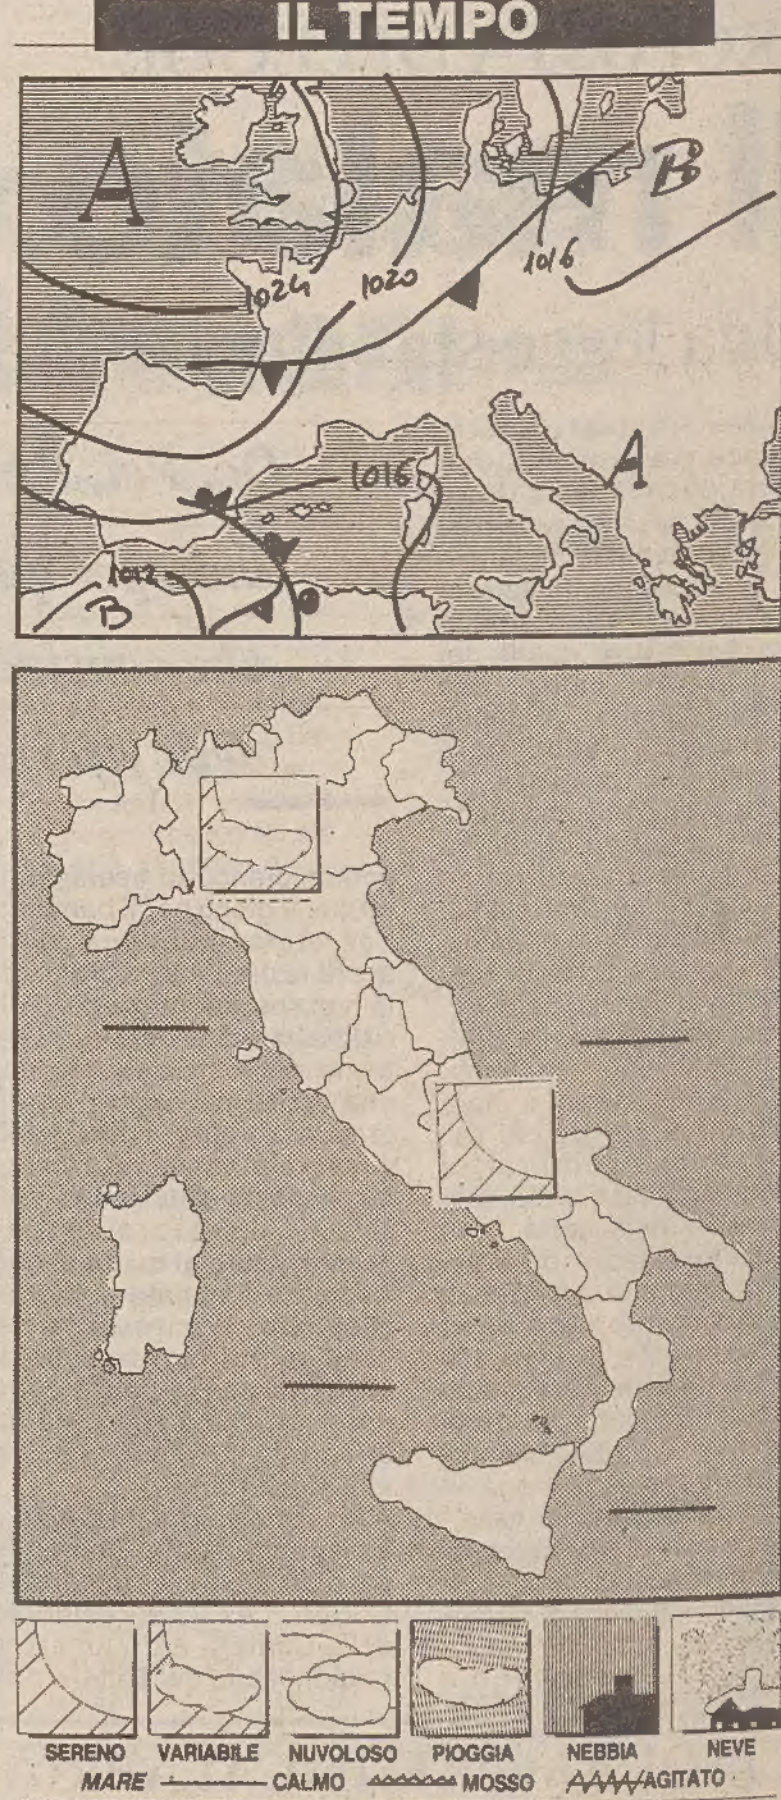 IL TEMPO
A
B
1024
1020
1016
A
1016
1012
B
SERENO VARIABILE NUVOLOSO PIOGGIA NEBBIA NEVE
MARE CALMO MOSSO AGITATO